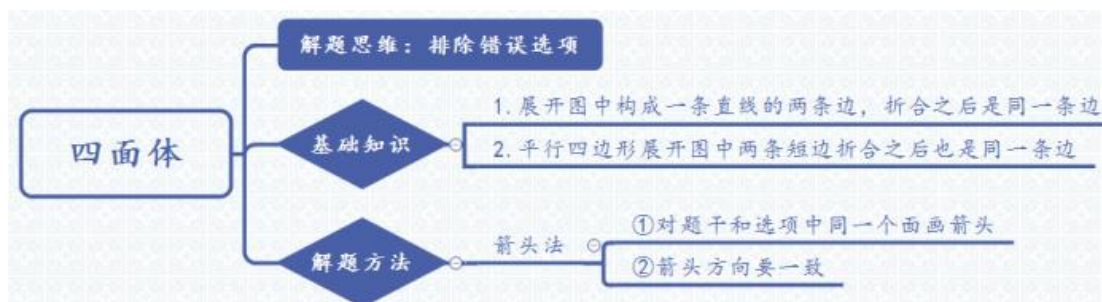 解题思维：排除错误选项
四面体
基础知识
1.展开图中构成一条直线的两条边，折合之后是同一条边
2.平行四边形展开图中两条短边折合之后也是同一条边
解题方法
箭头法
①对题干和选项中同一个面画箭头
②箭头方向要一致